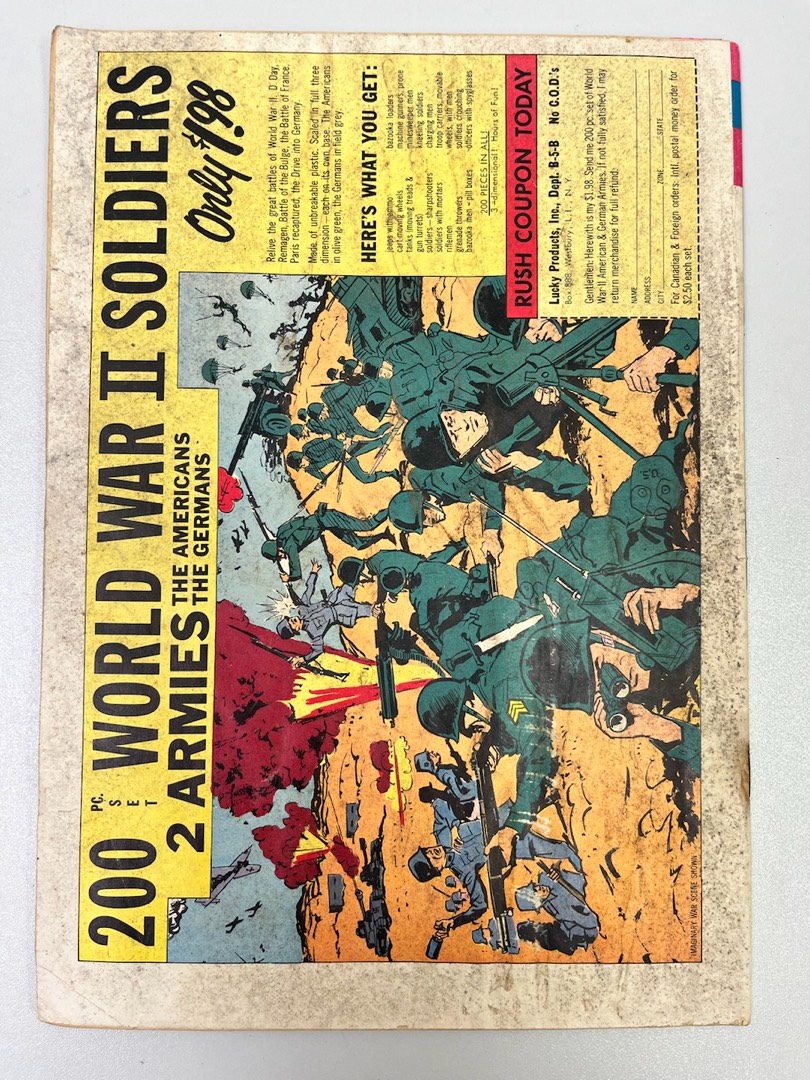 200 PC. SET WORLD WAR II SOLDIERS
2 ARMIES THE AMERICANS
THE GERMANS
Only $1.98
Relive the great battles of World War II. D Day,
Remagen, Battle of the Bulge, the Battle of France,
Paris recaptured, the Drive into Germany.
Made of unbreakable plastic. Scaled in full three
dimension - each on its own base. The Americans
in olive green, the Germans in field grey.
HERE'S WHAT YOU GET:
jeeps with ammo
cart moving wheels
tanks (moving treads &
gun turrets)
soldiers - sharpshooters
soldiers with mortars
riflemen
grenade throwers
bazooka men - pill boxes
bazooka loaders
machine gunners, prone
minesweeper men
kneeling soldiers
charging men
troop carriers, movable
wheels, with men
soldiers crouching
officers with spyglasses
200 PIECES IN ALL!
3-dimensional! Hours of Fun!
RUSH COUPON TODAY
Lucky Products, Inc., Dept. B-5-B No C.O.D.'s
Box 898, Westbury, L. I., N. Y.
Gentlemen: Herewith is my $1.98. Send me 200 pc. set of World
War II American & German Armies. If not fully satisfied, I may
return merchandise for full refund:
NAME
ADDRESS
CITY ZONE STATE
For Canadian & Foreign orders: Intl. postal money order for
$2.50 each set.
IMAGINARY WAR SCENE SHOWN